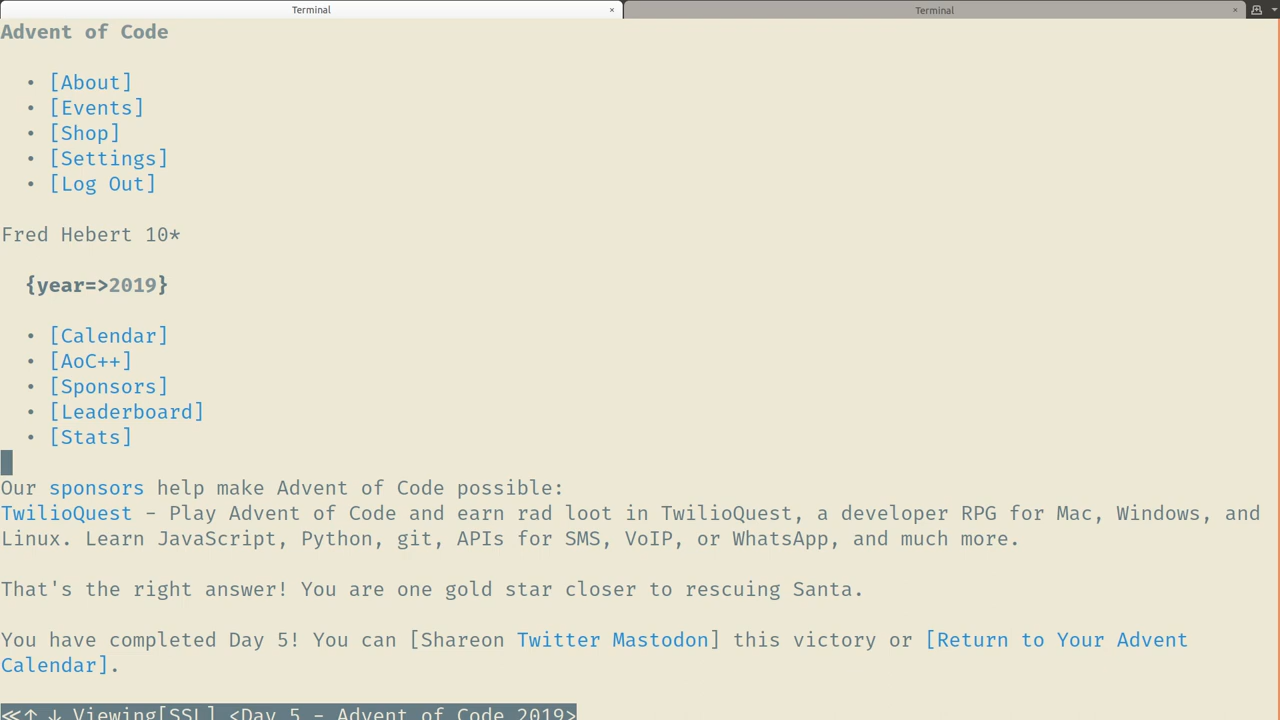 Terminal × Terminal ×
Advent of Code
• [About]
• [Events]
• [Shop]
• [Settings]
• [Log Out]
Fred Hebert 10*
{year=>2019}
• [Calendar]
• [AoC++]
• [Sponsors]
• [Leaderboard]
• [Stats]
Our sponsors help make Advent of Code possible:
TwilioQuest - Play Advent of Code and earn rad loot in TwilioQuest, a developer RPG for Mac, Windows, and
Linux. Learn JavaScript, Python, git, APIs for SMS, VoIP, or WhatsApp, and much more.
That's the right answer! You are one gold star closer to rescuing Santa.
You have completed Day 5! You can [Shareon Twitter Mastodon] this victory or [Return to Your Advent
Calendar].
≪↑ ↓ Viewing[SSL] <Day 5 - Advent of Code 2019>